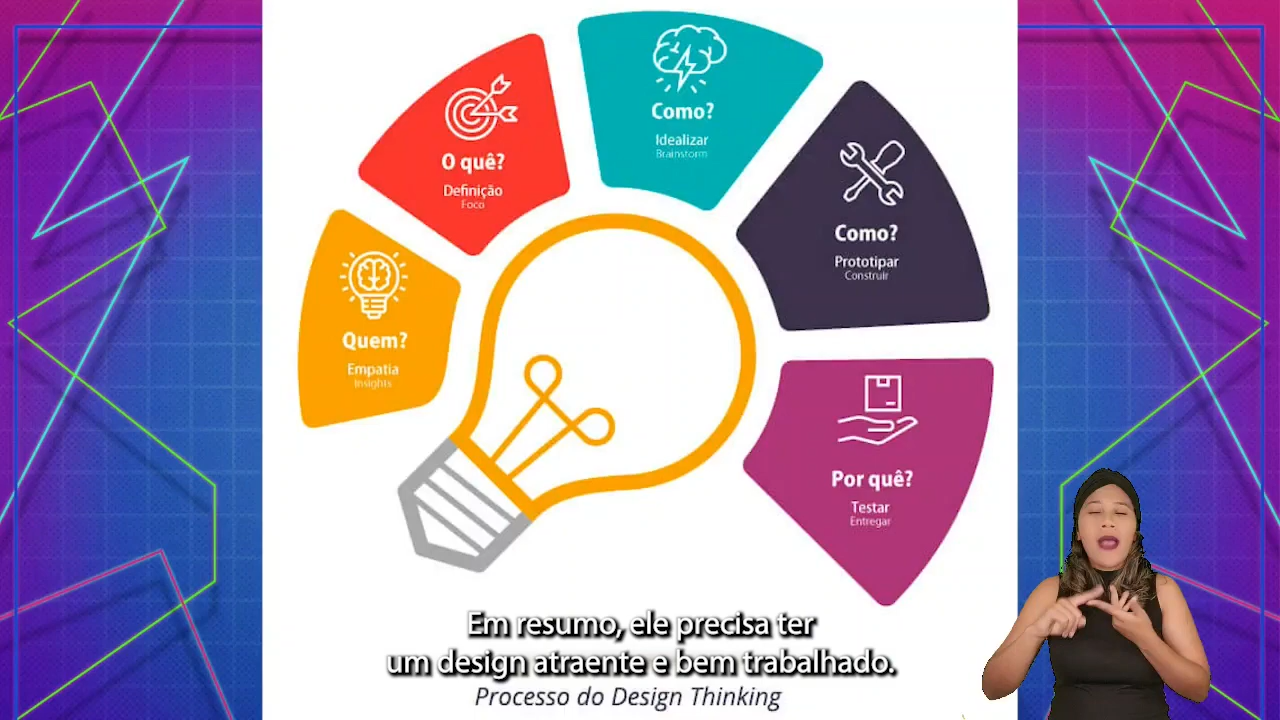 Quem?
Empatia
Insights
O quê?
Definição
Foco
Como?
Idealizar
Brainstorm
Como?
Prototipar
Construir
Por quê?
Testar
Entregar
Em resumo, ele precisa ter
um design atraente e bem trabalhado.
Processo do Design Thinking